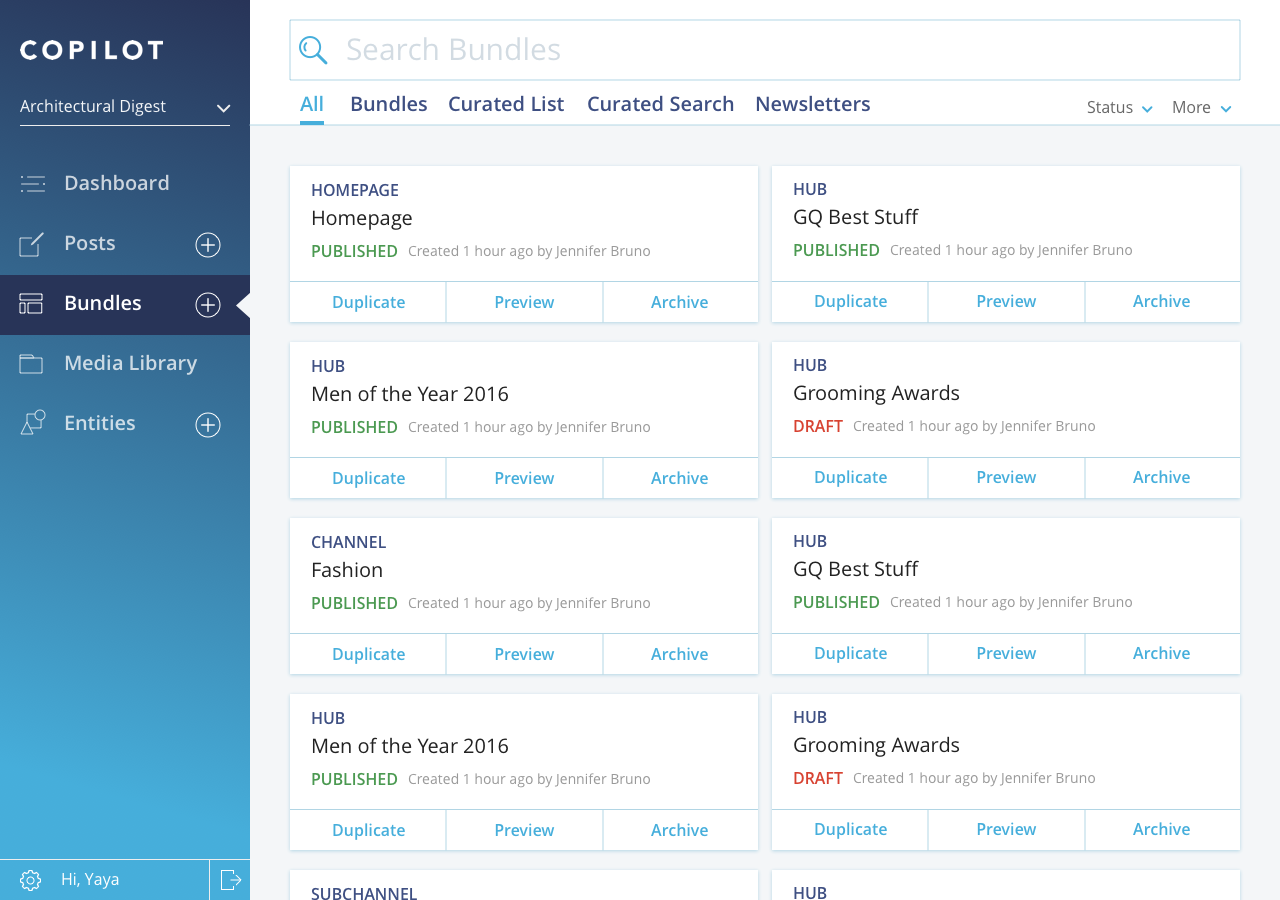 COPILOT
Architectural Digest
Dashboard
Posts
Bundles
Media Library
Entities
Hi, Yaya
Search Bundles
All Bundles Curated List Curated Search Newsletters Status More
HOMEPAGE
Homepage
PUBLISHED Created 1 hour ago by Jennifer Bruno
Duplicate Preview Archive
HUB
GQ Best Stuff
PUBLISHED Created 1 hour ago by Jennifer Bruno
Duplicate Preview Archive
HUB
Men of the Year 2016
PUBLISHED Created 1 hour ago by Jennifer Bruno
Duplicate Preview Archive
HUB
Grooming Awards
DRAFT Created 1 hour ago by Jennifer Bruno
Duplicate Preview Archive
CHANNEL
Fashion
PUBLISHED Created 1 hour ago by Jennifer Bruno
Duplicate Preview Archive
HUB
GQ Best Stuff
PUBLISHED Created 1 hour ago by Jennifer Bruno
Duplicate Preview Archive
HUB
Men of the Year 2016
PUBLISHED Created 1 hour ago by Jennifer Bruno
Duplicate Preview Archive
HUB
Grooming Awards
DRAFT Created 1 hour ago by Jennifer Bruno
Duplicate Preview Archive
SUBCHANNEL
HUB